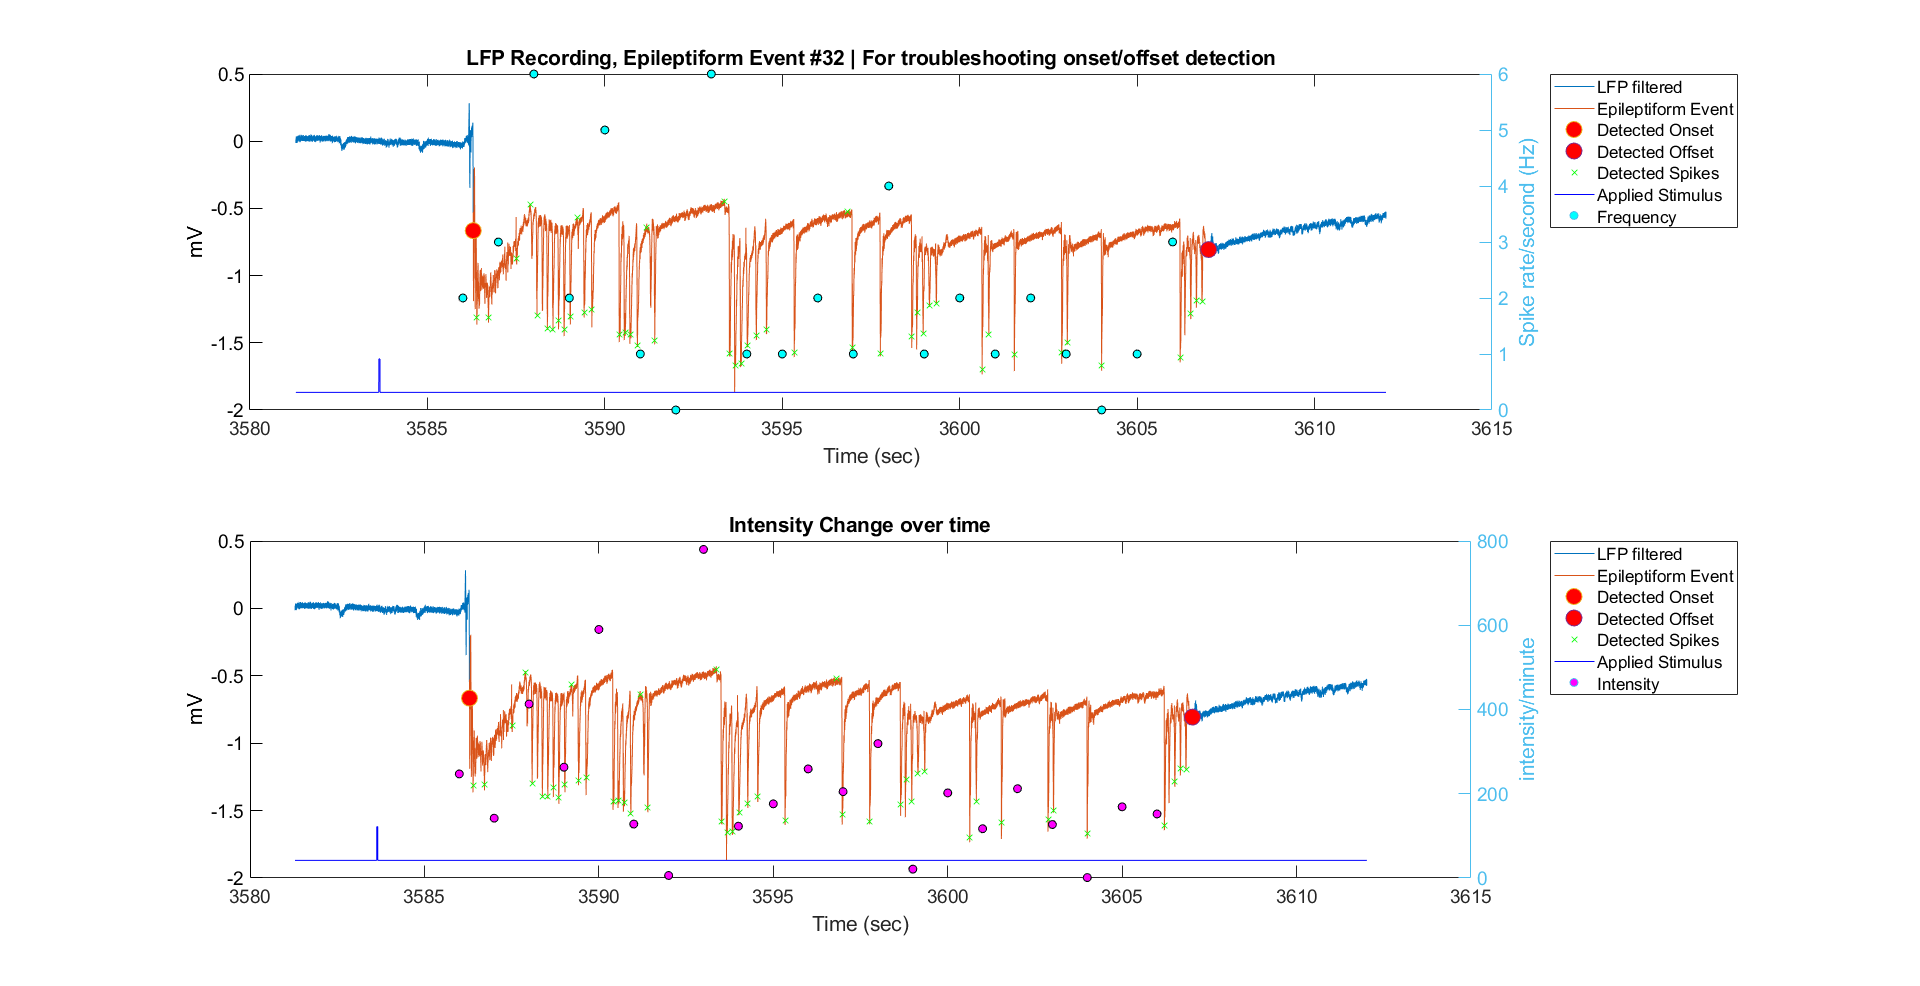 LFP Recording, Epileptiform Event #32 | For troubleshooting onset/offset detection
0.5
0
-0.5
-1
-1.5
-2
mV
3580 3585 3590 3595 3600 3605 3610 3615
Time (sec)
6
5
4
3
2
1
0
Spike rate/second (Hz)
LFP filtered
Epileptiform Event
Detected Onset
Detected Offset
Detected Spikes
Applied Stimulus
Frequency
Intensity Change over time
0.5
0
-0.5
-1
-1.5
-2
mV
3580 3585 3590 3595 3600 3605 3610 3615
Time (sec)
800
600
400
200
0
intensity/minute
LFP filtered
Epileptiform Event
Detected Onset
Detected Offset
Detected Spikes
Applied Stimulus
Intensity